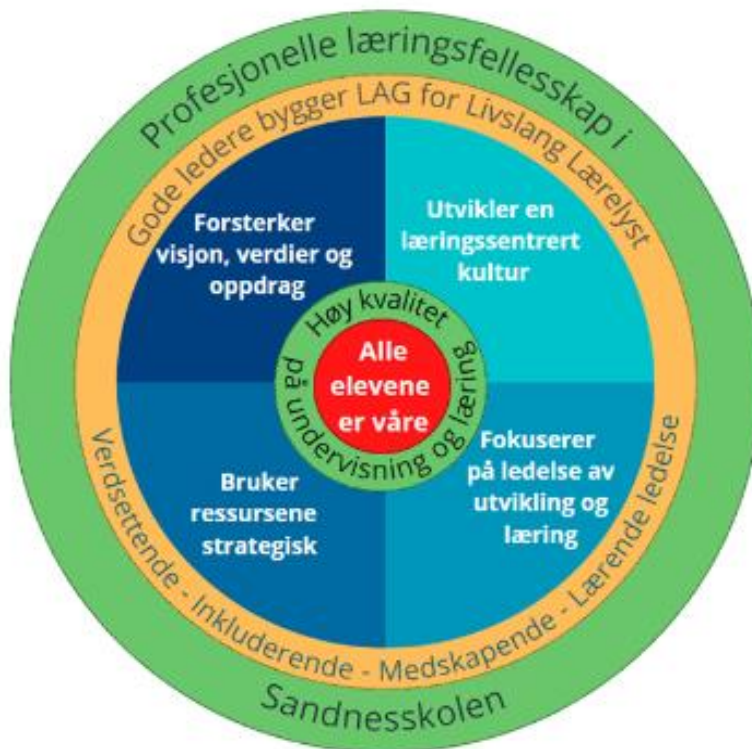 Profesjonelle læringsfellesskap i
Sandnesskolen
Gode ledere bygger LAG for Livslang Lærelyst
Verdsettende - Inkluderende - Medskapende - Lærende ledelse
Forsterker
visjon, verdier og
oppdrag
Utvikler en
læringssentrert
kultur
Bruker
ressursene
strategisk
Fokuserer
på ledelse av
utvikling og
læring
Høy kvalitet
på undervisning og læring
Alle
elevene
er våre